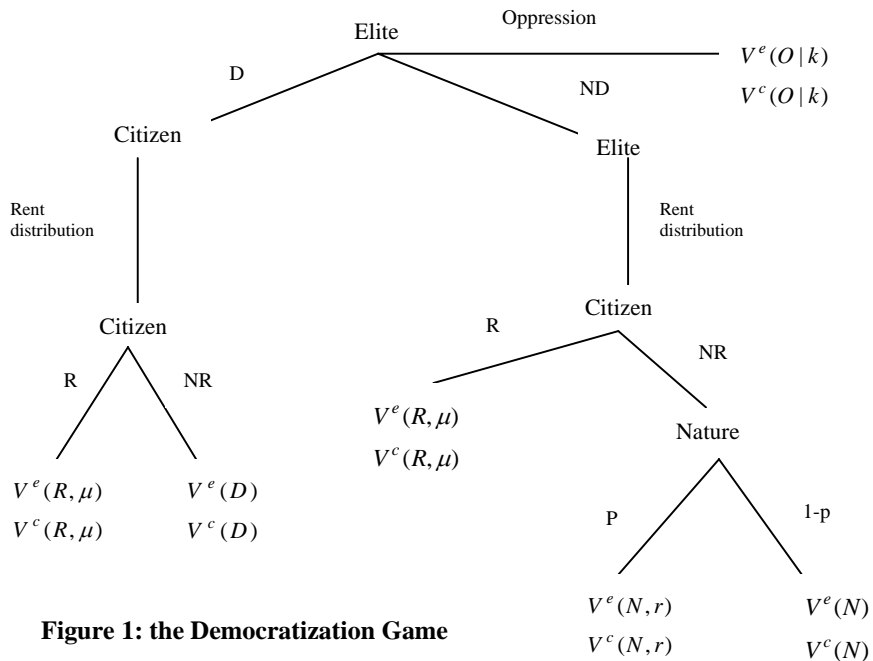 Oppression
Elite
V^e(O | k)
V^c(O | k)
D
ND
Citizen
Elite
Rent
distribution
Rent
distribution
Citizen
Citizen
R
NR
R
NR
V^e(R, μ)
V^c(R, μ)
Nature
V^e(R, μ)
V^e(D)
V^c(R, μ)
V^c(D)
P
1-p
V^e(N, r)
V^e(N)
V^c(N, r)
V^c(N)
Figure 1: the Democratization Game